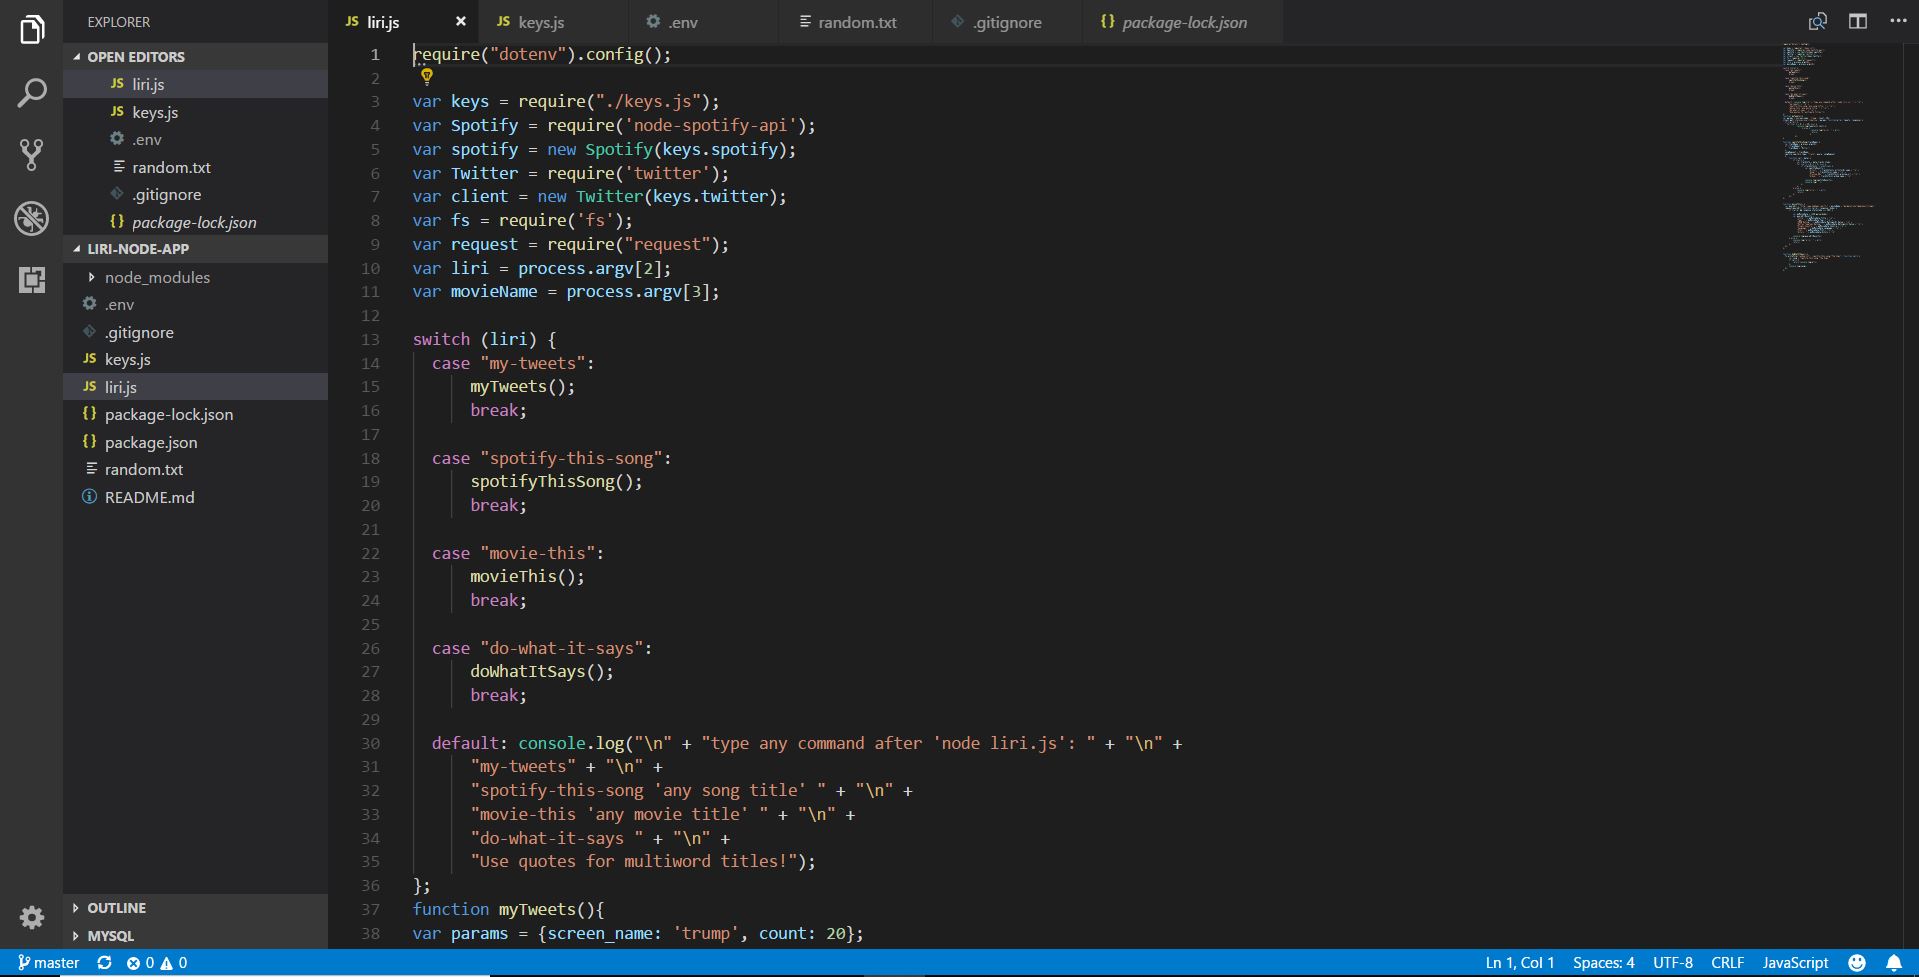 EXPLORER
OPEN EDITORS
JS liri.js
JS keys.js
.env
random.txt
.gitignore
{} package-lock.json
LIRI-NODE-APP
node_modules
.env
.gitignore
JS keys.js
JS liri.js
{} package-lock.json
{} package.json
random.txt
README.md
OUTLINE
MYSQL
JS liri.js × JS keys.js .env random.txt .gitignore {} package-lock.json
1 require("dotenv").config();
2
3 var keys = require("./keys.js");
4 var Spotify = require('node-spotify-api');
5 var spotify = new Spotify(keys.spotify);
6 var Twitter = require('twitter');
7 var client = new Twitter(keys.twitter);
8 var fs = require('fs');
9 var request = require("request");
10 var liri = process.argv[2];
11 var movieName = process.argv[3];
12
13 switch (liri) {
14 case "my-tweets":
15 myTweets();
16 break;
17
18 case "spotify-this-song":
19 spotifyThisSong();
20 break;
21
22 case "movie-this":
23 movieThis();
24 break;
25
26 case "do-what-it-says":
27 doWhatItSays();
28 break;
29
30 default: console.log("\n" + "type any command after 'node liri.js': " + "\n" +
31 "my-tweets" + "\n" +
32 "spotify-this-song 'any song title' " + "\n" +
33 "movie-this 'any movie title' " + "\n" +
34 "do-what-it-says " + "\n" +
35 "Use quotes for multiword titles!");
36 };
37 function myTweets(){
38 var params = {screen_name: 'trump', count: 20};
master 0 0 Ln 1, Col 1 Spaces: 4 UTF-8 CRLF JavaScript